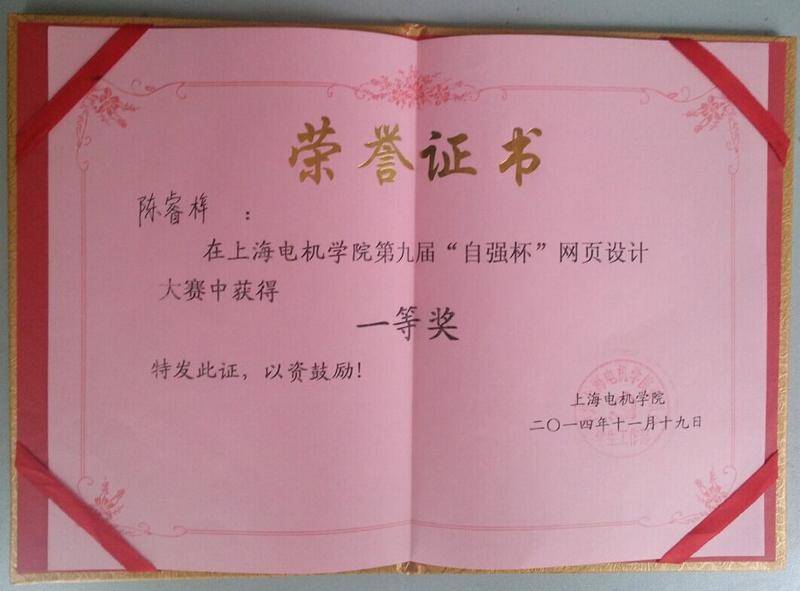 荣誉证书
陈睿梓 ：
在上海电机学院第九届“自强杯”网页设计
大赛中获得
一等奖
特发此证，以资鼓励！
上海电机学院
二〇一四年十一月十九日